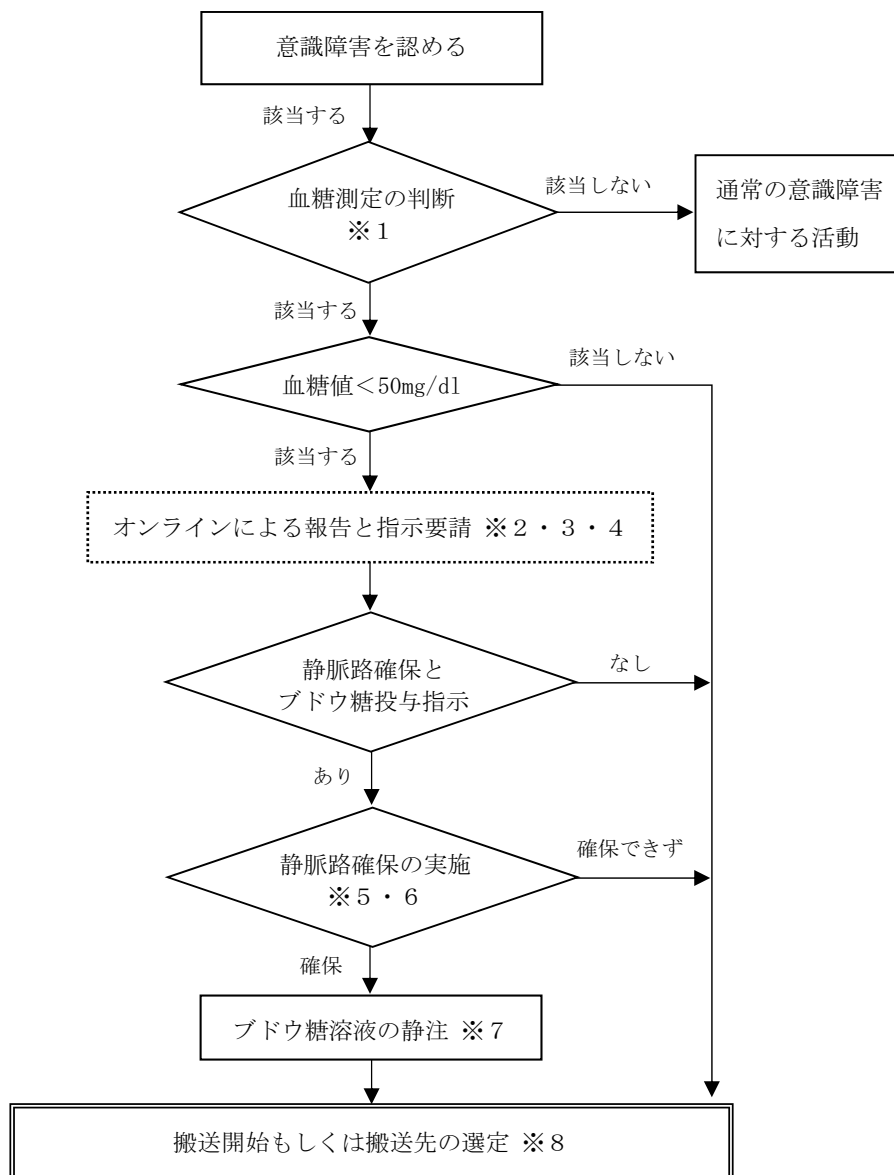 意識障害を認める
該当する
血糖測定の判断
※１
該当しない
通常の意識障害
に対する活動
該当する
血糖値＜50mg/dl
該当しない
該当する
オンラインによる報告と指示要請 ※２・３・４
静脈路確保と
ブドウ糖投与指示
なし
あり
静脈路確保の実施
※５・６
確保できず
確保
ブドウ糖溶液の静注 ※７
搬送開始もしくは搬送先の選定 ※８